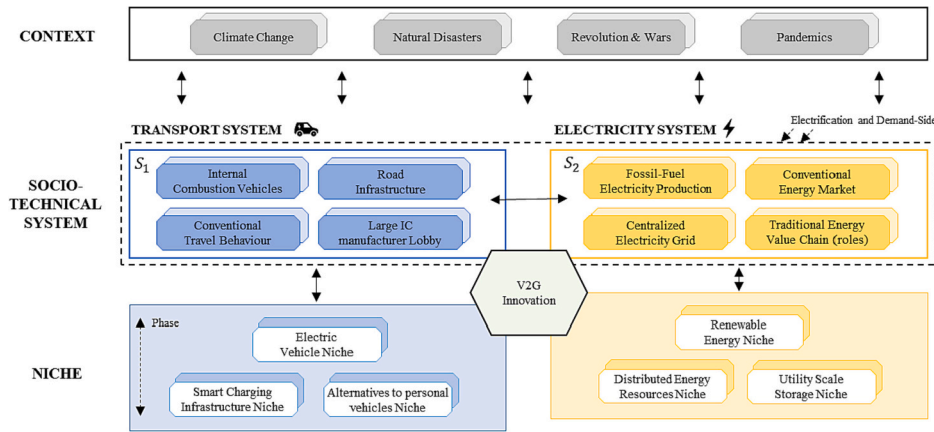 CONTEXT
Climate Change
Natural Disasters
Revolution & Wars
Pandemics
TRANSPORT SYSTEM
ELECTRICITY SYSTEM
Electrification and Demand-Side
SOCIO-
TECHNICAL
SYSTEM
S1
Internal
Combustion Vehicles
Road
Infrastructure
Conventional
Travel Behaviour
Large IC
manufacturer Lobby
S2
Fossil-Fuel
Electricity Production
Conventional
Energy Market
Centralized
Electricity Grid
Traditional Energy
Value Chain (roles)
V2G
Innovation
NICHE
Phase
Electric
Vehicle Niche
Smart Charging
Infrastructure Niche
Alternatives to personal
vehicles Niche
Renewable
Energy Niche
Distributed Energy
Resources Niche
Utility Scale
Storage Niche